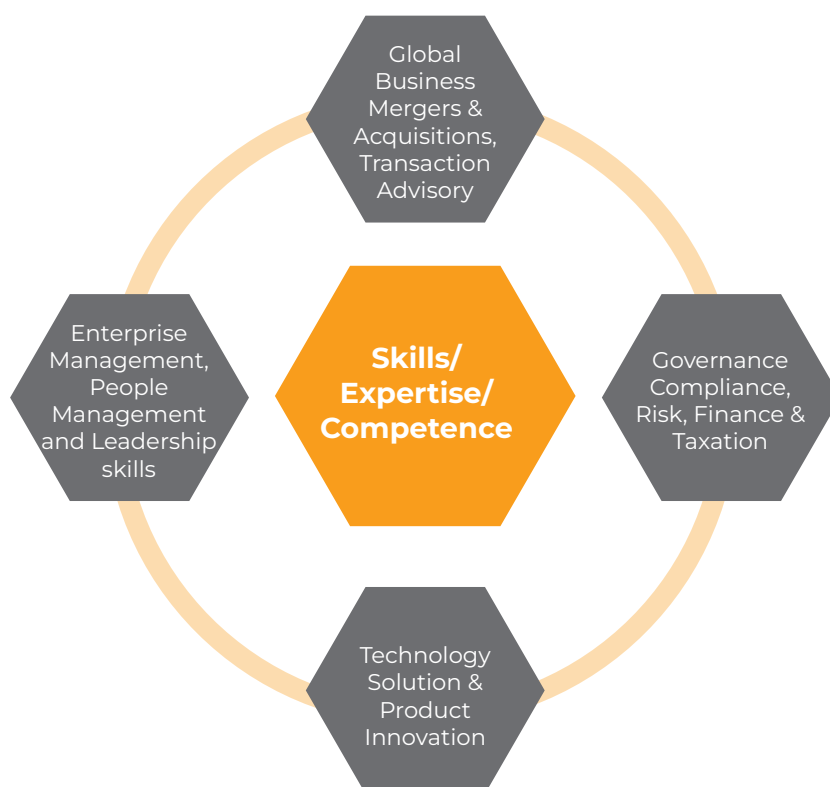 Global
Business
Mergers &
Acquisitions,
Transaction
Advisory
Enterprise
Management,
People
Management
and Leadership
skills
Skills/
Expertise/
Competence
Governance
Compliance,
Risk, Finance &
Taxation
Technology
Solution &
Product
Innovation